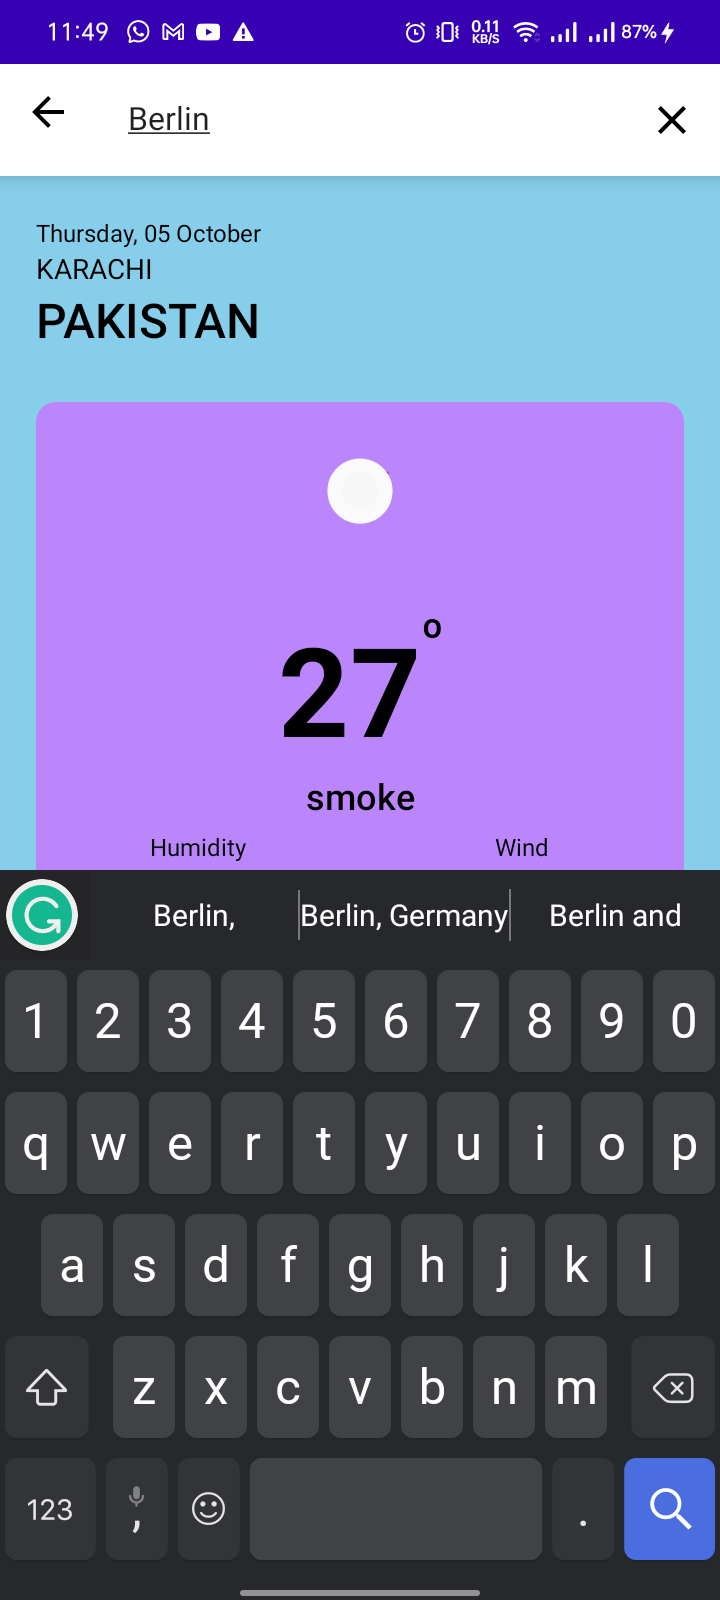 11:49 0.11 KB/S 87%
Berlin
Thursday, 05 October
KARACHI
PAKISTAN
27°
smoke
Humidity Wind
Berlin, Berlin, Germany Berlin and
1 2 3 4 5 6 7 8 9 0
q w e r t y u i o p
a s d f g h j k l
z x c v b n m
123 , .